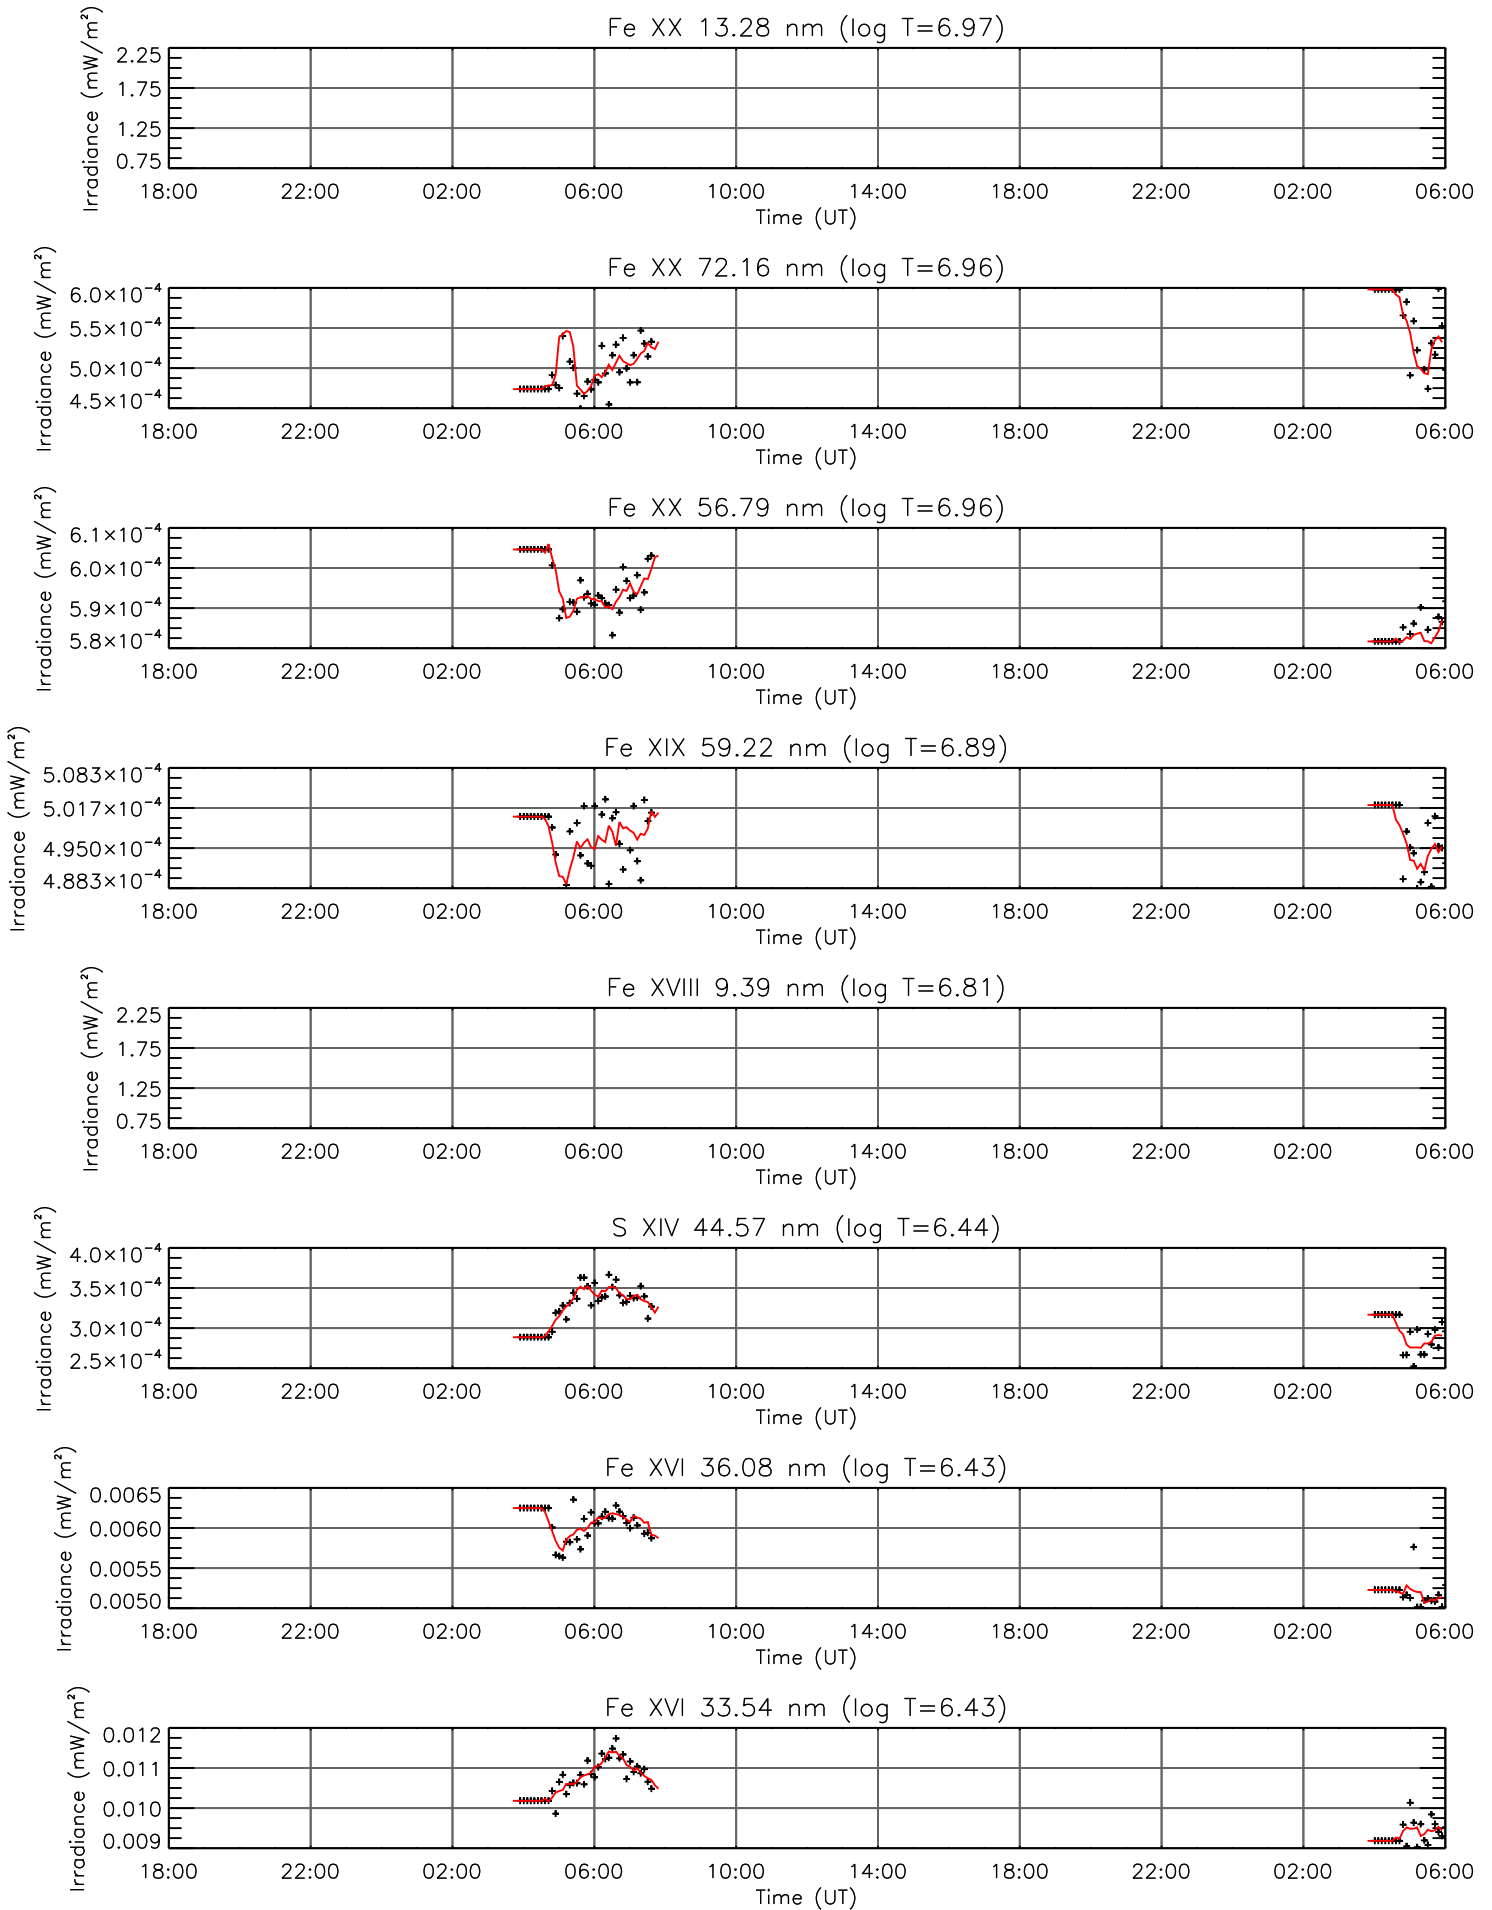 Fe XX 13.28 nm (log T=6.97)
Irradiance (mW/m²)
2.25
1.75
1.25
0.75
18:00 22:00 02:00 06:00 10:00 14:00 18:00 22:00 02:00 06:00
Time (UT)
Fe XX 72.16 nm (log T=6.96)
Irradiance (mW/m²)
6.0×10⁻⁴
5.5×10⁻⁴
5.0×10⁻⁴
4.5×10⁻⁴
18:00 22:00 02:00 06:00 10:00 14:00 18:00 22:00 02:00 06:00
Time (UT)
Fe XX 56.79 nm (log T=6.96)
Irradiance (mW/m²)
6.1×10⁻⁴
6.0×10⁻⁴
5.9×10⁻⁴
5.8×10⁻⁴
18:00 22:00 02:00 06:00 10:00 14:00 18:00 22:00 02:00 06:00
Time (UT)
Fe XIX 59.22 nm (log T=6.89)
Irradiance (mW/m²)
5.083×10⁻⁴
5.017×10⁻⁴
4.950×10⁻⁴
4.883×10⁻⁴
18:00 22:00 02:00 06:00 10:00 14:00 18:00 22:00 02:00 06:00
Time (UT)
Fe XVIII 9.39 nm (log T=6.81)
Irradiance (mW/m²)
2.25
1.75
1.25
0.75
18:00 22:00 02:00 06:00 10:00 14:00 18:00 22:00 02:00 06:00
Time (UT)
S XIV 44.57 nm (log T=6.44)
Irradiance (mW/m²)
4.0×10⁻⁴
3.5×10⁻⁴
3.0×10⁻⁴
2.5×10⁻⁴
18:00 22:00 02:00 06:00 10:00 14:00 18:00 22:00 02:00 06:00
Time (UT)
Fe XVI 36.08 nm (log T=6.43)
Irradiance (mW/m²)
0.0065
0.0060
0.0055
0.0050
18:00 22:00 02:00 06:00 10:00 14:00 18:00 22:00 02:00 06:00
Time (UT)
Fe XVI 33.54 nm (log T=6.43)
Irradiance (mW/m²)
0.012
0.011
0.010
0.009
18:00 22:00 02:00 06:00 10:00 14:00 18:00 22:00 02:00 06:00
Time (UT)